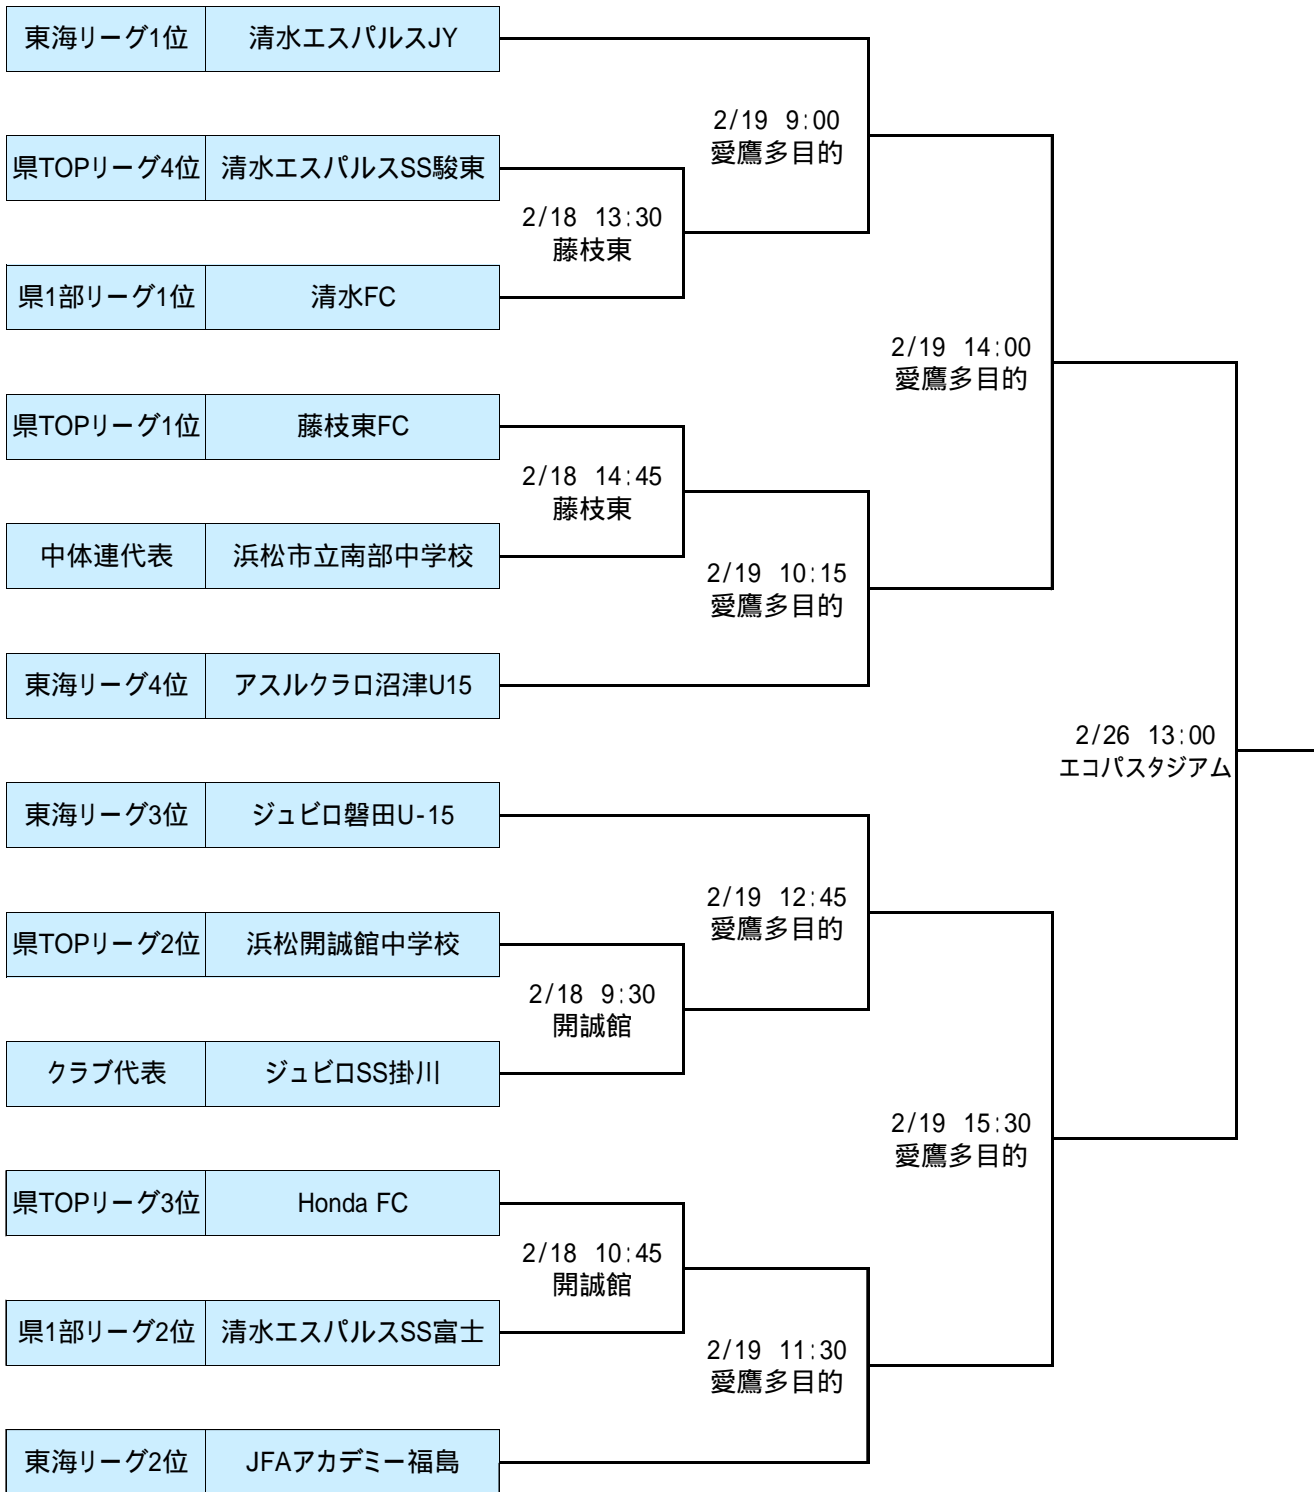 東海リーグ1位 清水エスパルスJY
2/19 9:00
愛鷹多目的
県TOPリーグ4位 清水エスパルスSS駿東
2/18 13:30
藤枝東
県1部リーグ1位 清水FC
2/19 14:00
愛鷹多目的
県TOPリーグ1位 藤枝東FC
2/18 14:45
藤枝東
中体連代表 浜松市立南部中学校
2/19 10:15
愛鷹多目的
東海リーグ4位 アスルクラロ沼津U15
2/26 13:00
エコパスタジアム
東海リーグ3位 ジュビロ磐田U-15
2/19 12:45
愛鷹多目的
県TOPリーグ2位 浜松開誠館中学校
2/18 9:30
開誠館
クラブ代表 ジュビロSS掛川
2/19 15:30
愛鷹多目的
県TOPリーグ3位 Honda FC
2/18 10:45
開誠館
県1部リーグ2位 清水エスパルスSS富士
2/19 11:30
愛鷹多目的
東海リーグ2位 JFAアカデミー福島